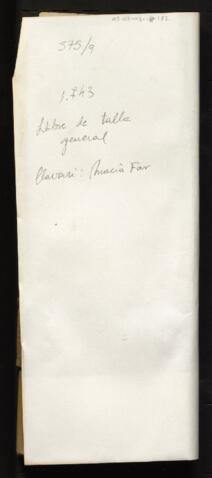 575/9
1.743
Llibre de talla
general
Clavari: Macià Far